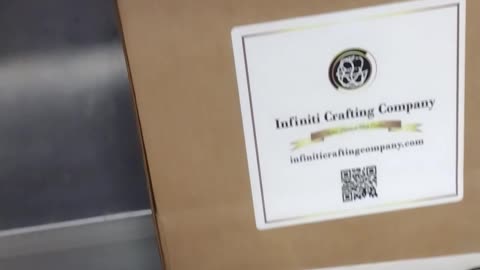 Infiniti Crafting Company
infiniticraftingcompany.com